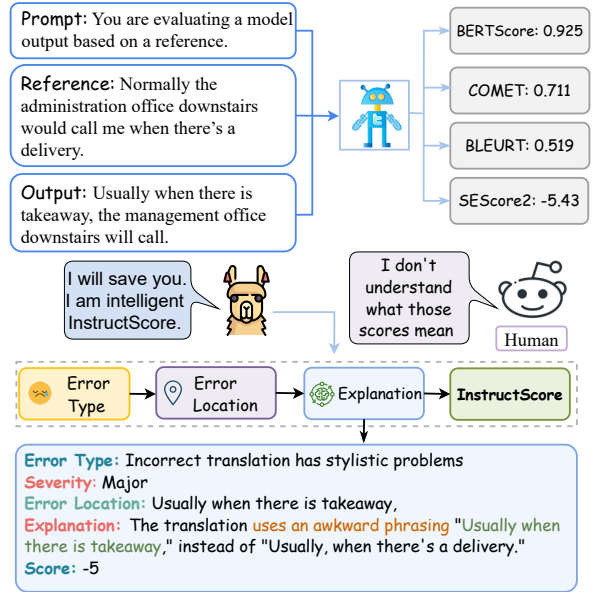 Prompt: You are evaluating a model
output based on a reference.
Reference: Normally the
administration office downstairs
would call me when there's a
delivery.
Output: Usually when there is
takeaway, the management office
downstairs will call.
BERTScore: 0.925
COMET: 0.711
BLEURT: 0.519
SEScore2: -5.43
I will save you.
I am intelligent
InstructScore.
I don't
understand
what those
scores mean
Human
Error
Type
Error
Location
Explanation
InstructScore
Error Type: Incorrect translation has stylistic problems
Severity: Major
Error Location: Usually when there is takeaway,
Explanation: The translation uses an awkward phrasing "Usually when
there is takeaway," instead of "Usually, when there's a delivery."
Score: -5